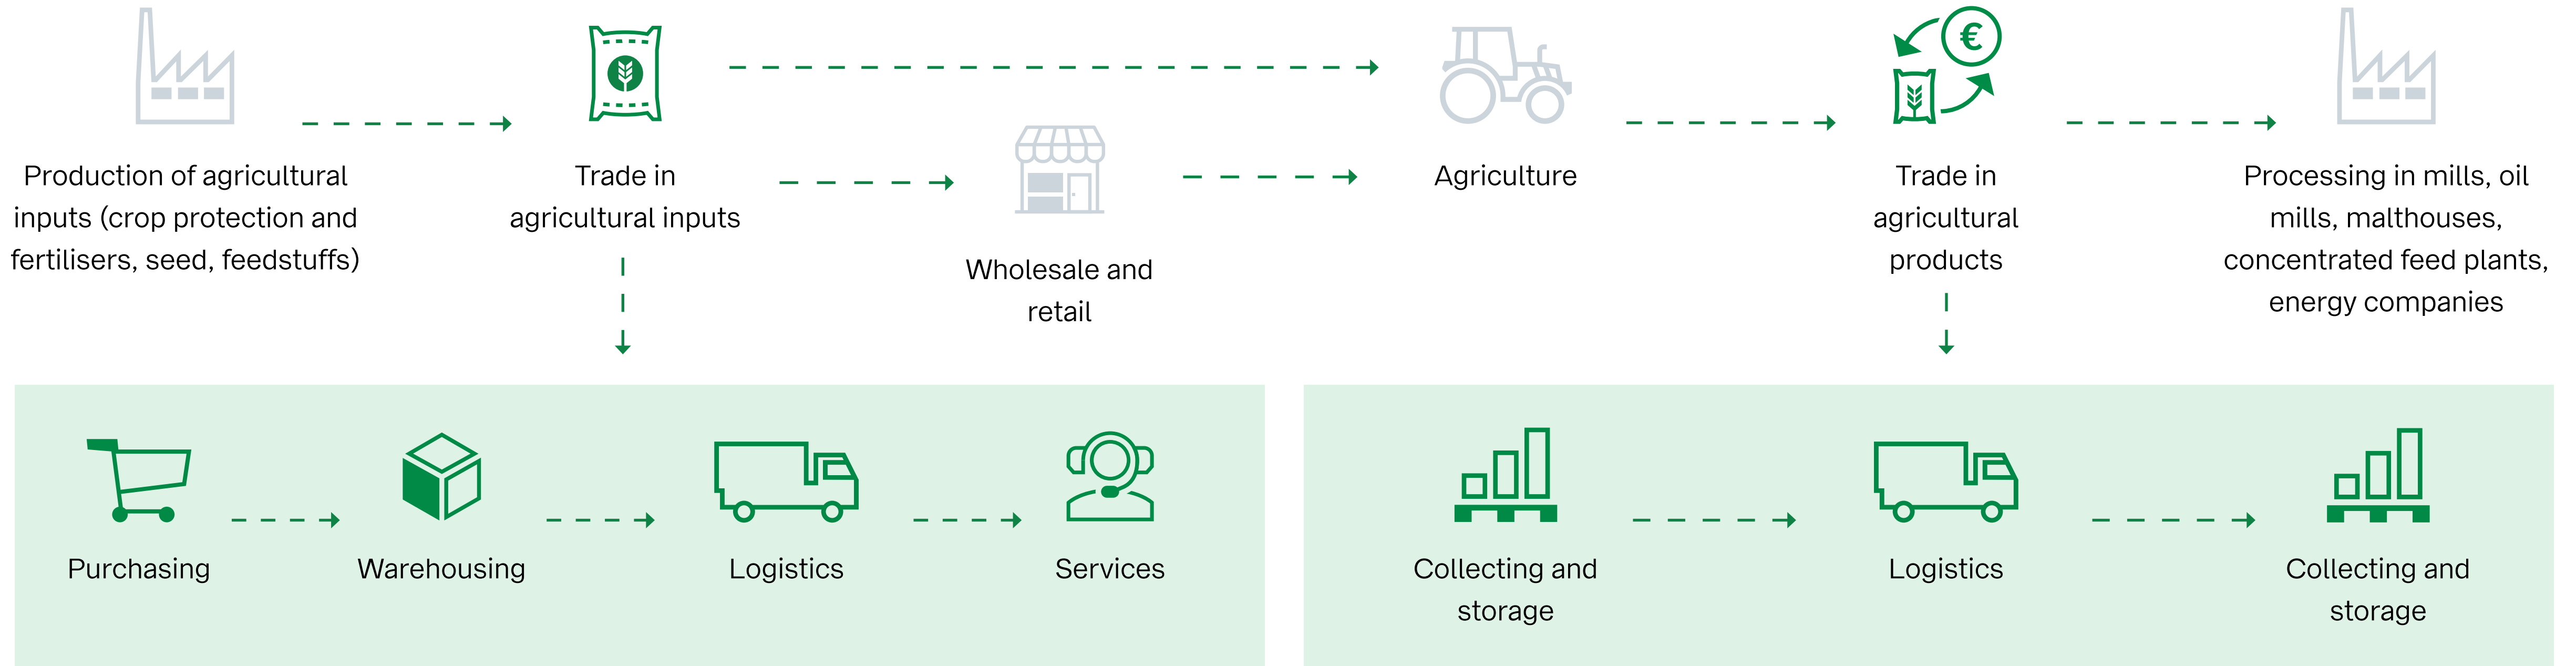 Production of agricultural
inputs (crop protection and
fertilisers, seed, feedstuffs)
Trade in
agricultural inputs
Wholesale and
retail
Agriculture
€
Trade in
agricultural
products
Processing in mills, oil
mills, malthouses,
concentrated feed plants,
energy companies
Purchasing
Warehousing
Logistics
Services
Collecting and
storage
Logistics
Collecting and
storage